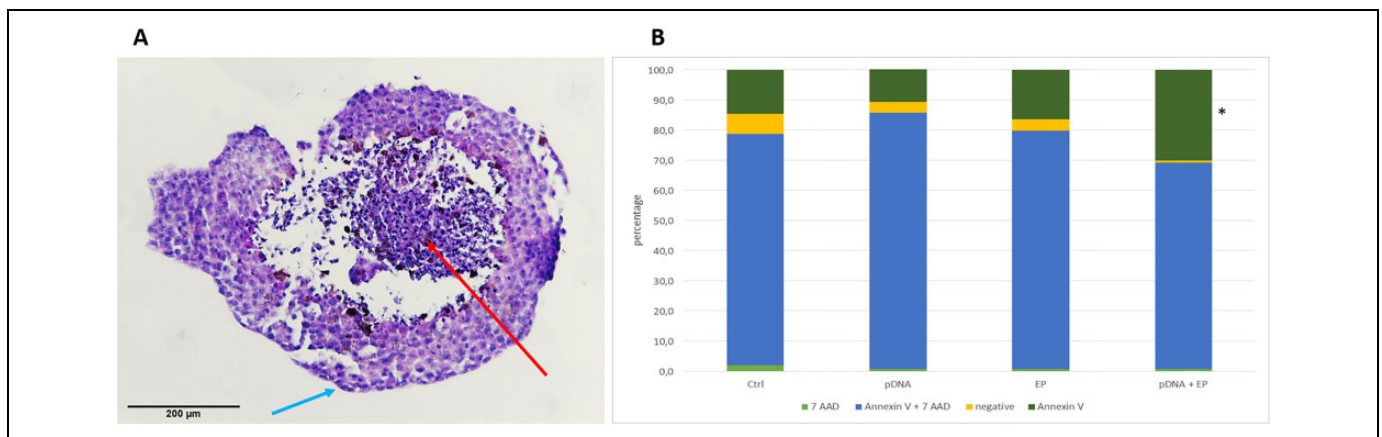 A
200 µm
B
100,0
90,0
80,0
70,0
60,0
50,0
40,0
30,0
20,0
10,0
0,0
percentage
*
Ctrl pDNA EP pDNA + EP
7 AAD Annexin V + 7 AAD negative Annexin V